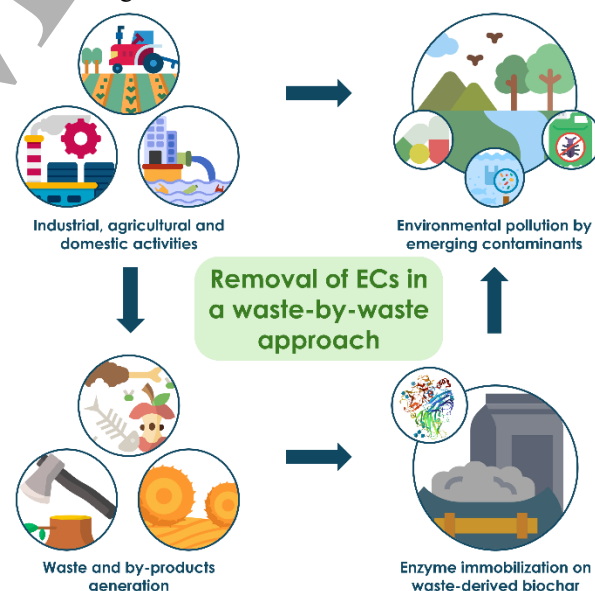 Industrial, agricultural and
domestic activities
Environmental pollution by
emerging contaminants
Removal of ECs in
a waste-by-waste
approach
Waste and by-products
generation
Enzyme immobilization on
waste-derived biochar